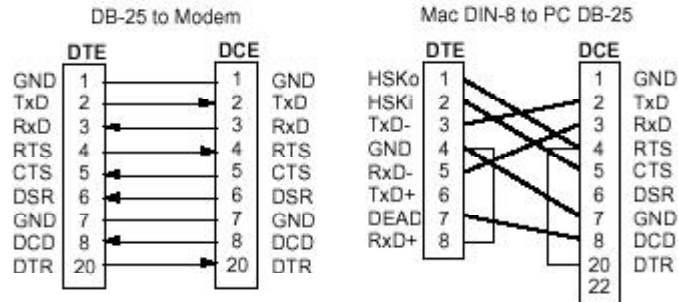 DB-25 to Modem
DTE DCE
GND 1 1 GND
TxD 2 2 TxD
RxD 3 3 RxD
RTS 4 4 RTS
CTS 5 5 CTS
DSR 6 6 DSR
GND 7 7 GND
DCD 8 8 DCD
DTR 20 20 DTR
Mac DIN-8 to PC DB-25
DTE DCE
HSKo 1 1 GND
HSKi 2 2 TxD
TxD- 3 3 RxD
GND 4 4 RTS
RxD- 5 5 CTS
TxD+ 6 6 DSR
DEAD 7 7 GND
RxD+ 8 8 DCD
20 DTR
22